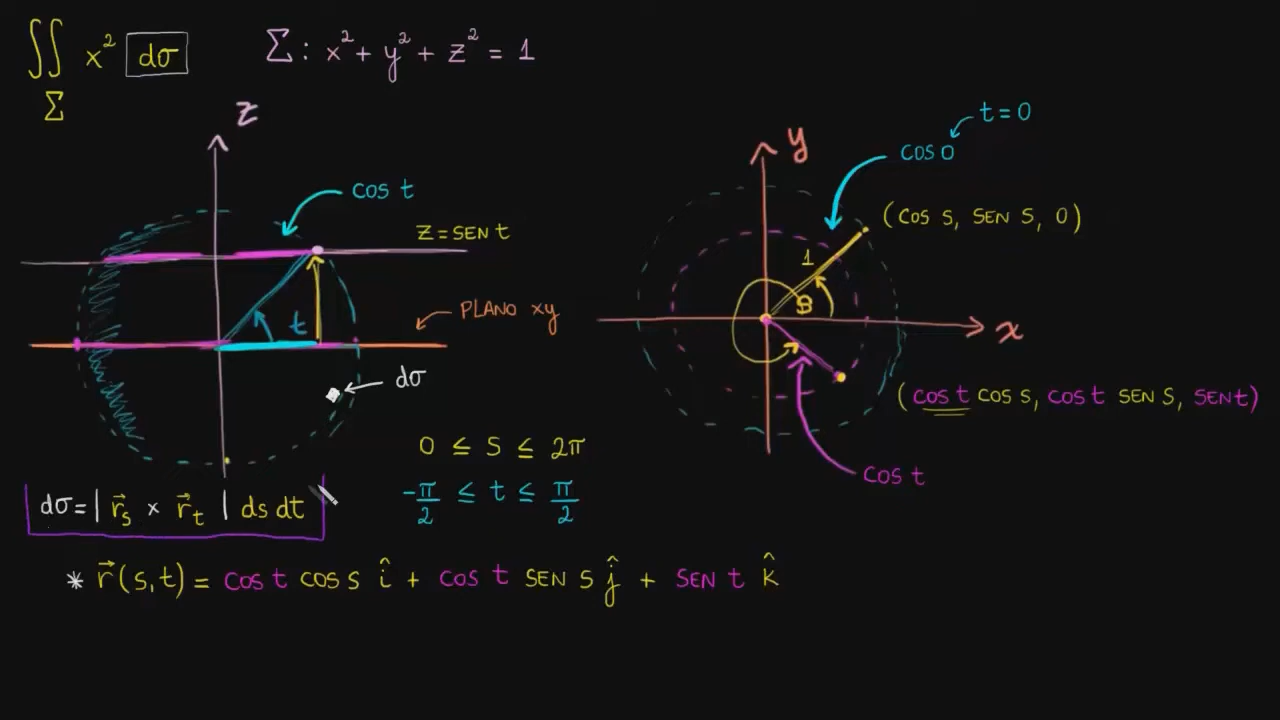 ∬ x² dσ
Σ
Σ: x² + y² + z² = 1
z
cos t
z = SEN t
t
PLANO xy
dσ
y
t = 0
cos 0
(cos s, SEN s, 0)
1
s
x
(cos t cos s, cos t SEN s, SEN t)
cos t
0 ≤ s ≤ 2π
-π/2 ≤ t ≤ π/2
dσ = | r⃗s × r⃗t | ds dt
* r⃗(s,t) = cos t cos s î + cos t SEN s ĵ + SEN t k̂